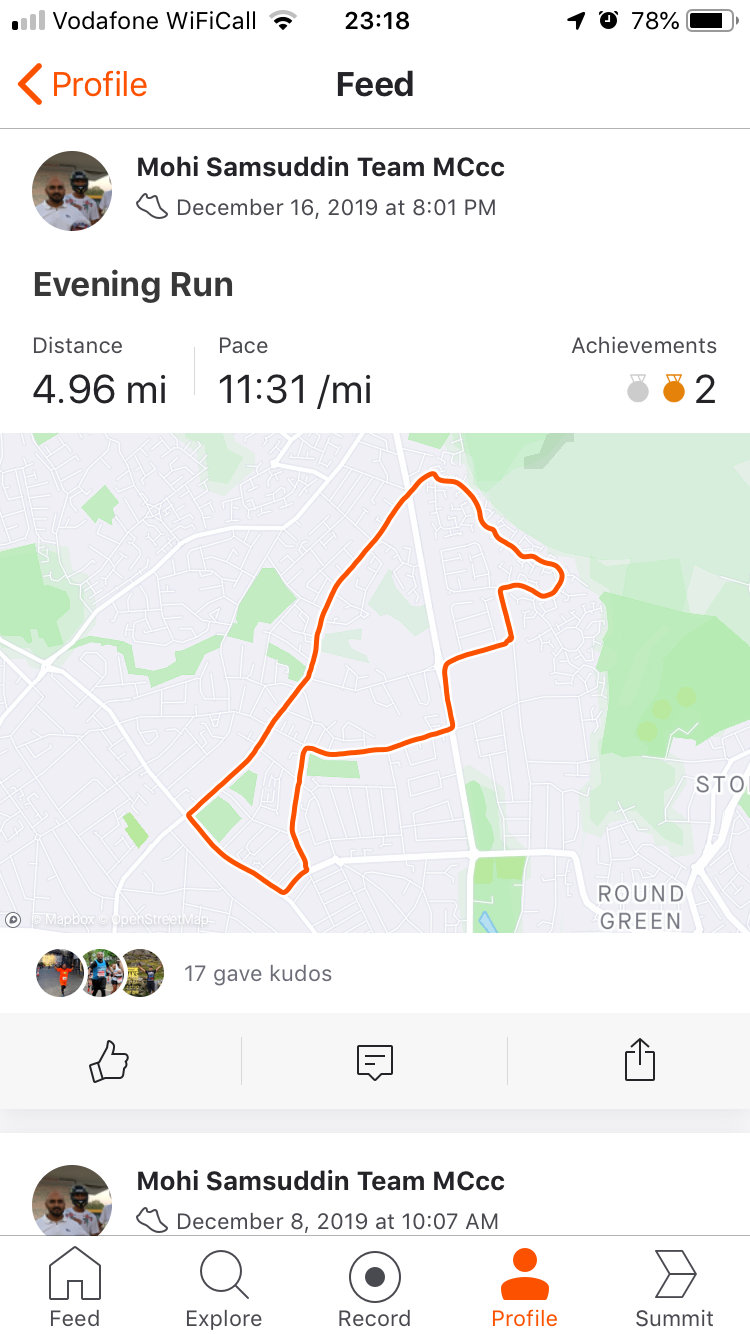 Vodafone WiFiCall 23:18 78%
Profile Feed
Mohi Samsuddin Team MCcc
December 16, 2019 at 8:01 PM
Evening Run
Distance Pace Achievements
4.96 mi 11:31 /mi 2
STO
ROUND
GREEN
© Mapbox © OpenStreetMap
17 gave kudos
Mohi Samsuddin Team MCcc
December 8, 2019 at 10:07 AM
Feed Explore Record Profile Summit